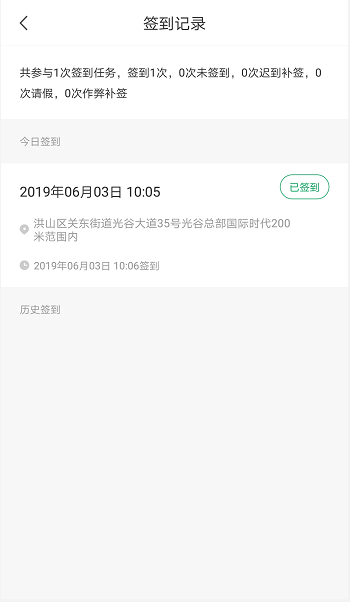 签到记录
共参与1次签到任务，签到1次，0次未签到，0次迟到补签，0
次请假，0次作弊补签
今日签到
2019年06月03日 10:05
已签到
洪山区关东街道光谷大道35号光谷总部国际时代200
米范围内
2019年06月03日 10:06签到
历史签到